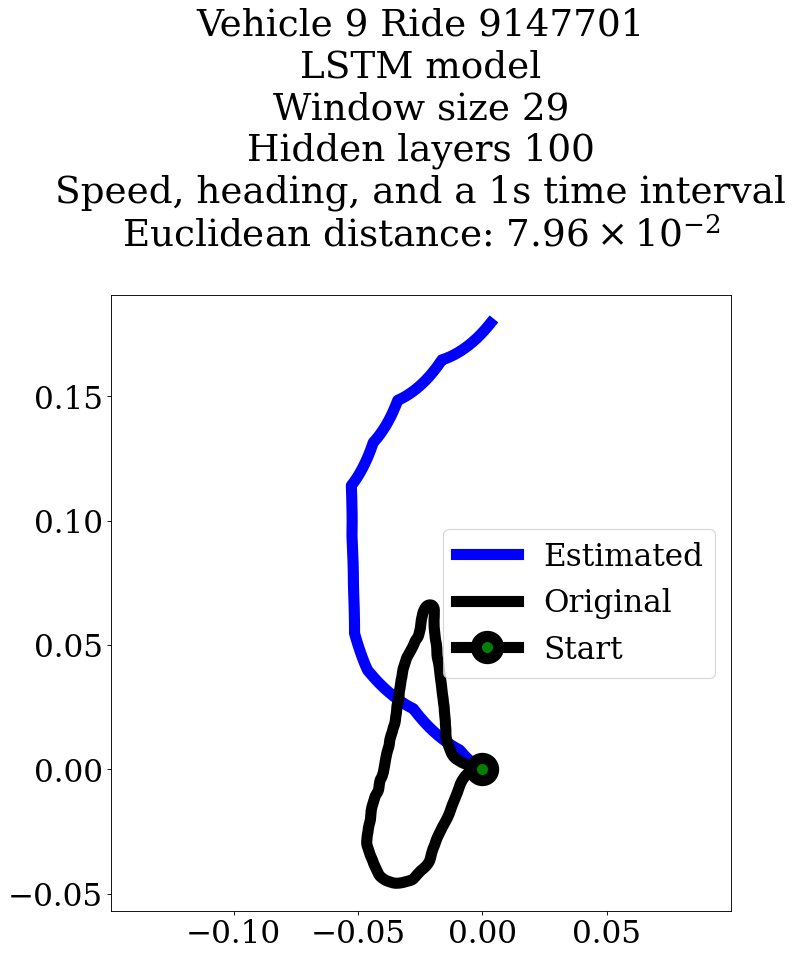 Vehicle 9 Ride 9147701
LSTM model
Window size 29
Hidden layers 100
Speed, heading, and a 1s time interval
Euclidean distance: 7.96 × 10⁻²
0.15
0.10
0.05
0.00
−0.05
Estimated
Original
Start
−0.10 −0.05 0.00 0.05